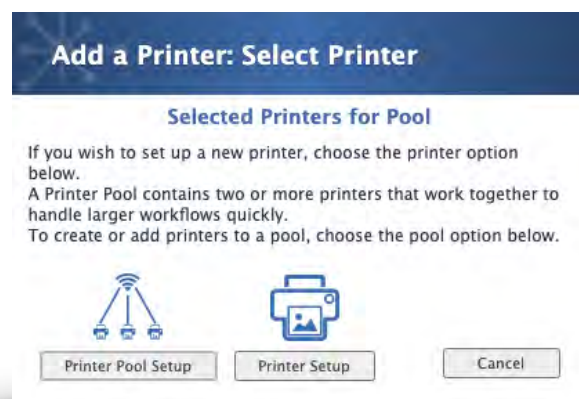 Add a Printer: Select Printer
Selected Printers for Pool
If you wish to set up a new printer, choose the printer option
below.
A Printer Pool contains two or more printers that work together to
handle larger workflows quickly.
To create or add printers to a pool, choose the pool option below.
Printer Pool Setup
Printer Setup
Cancel